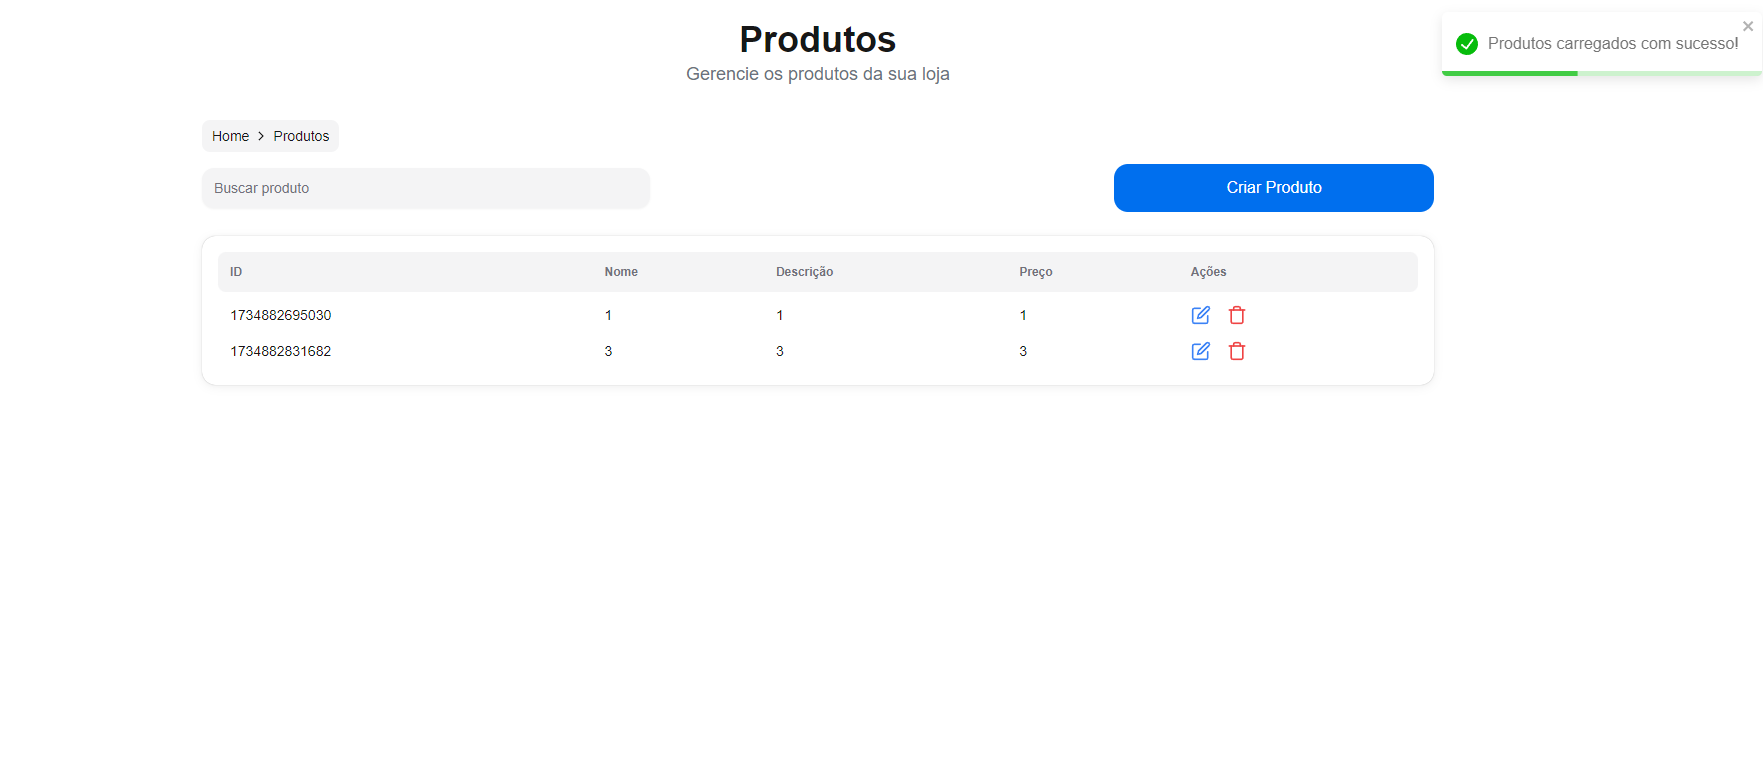 Produtos
Gerencie os produtos da sua loja
Produtos carregados com sucesso!
Home > Produtos
Buscar produto
Criar Produto
ID Nome Descrição Preço Ações
1734882695030 1 1 1
1734882831682 3 3 3